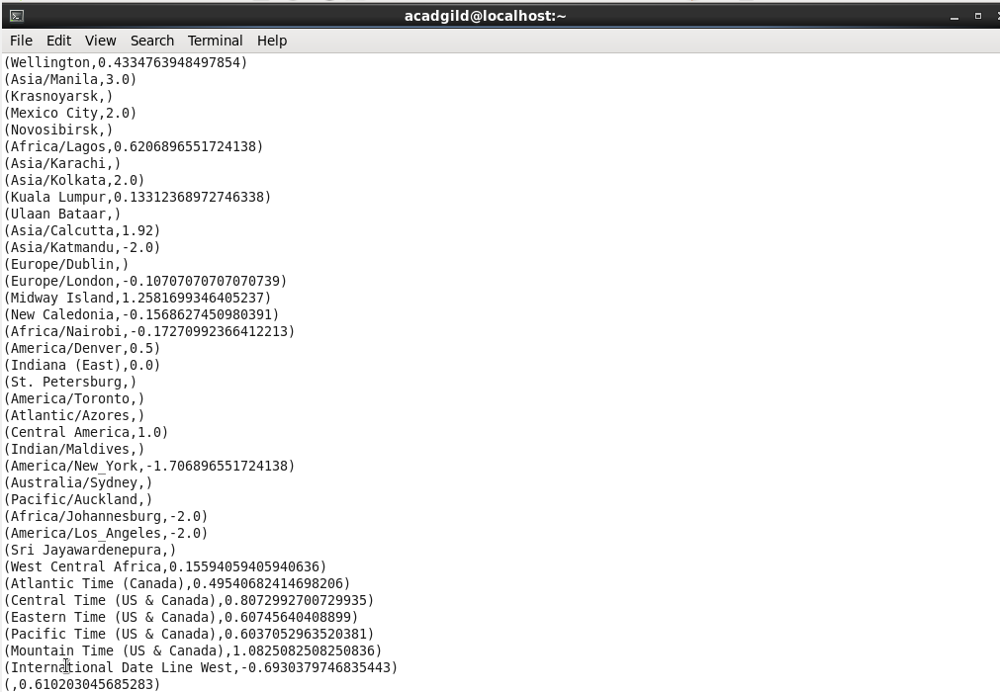 acadgild@localhost:~
File Edit View Search Terminal Help
(Wellington,0.4334763948497854)
(Asia/Manila,3.0)
(Krasnoyarsk,)
(Mexico City,2.0)
(Novosibirsk,)
(Africa/Lagos,0.6206896551724138)
(Asia/Karachi,)
(Asia/Kolkata,2.0)
(Kuala Lumpur,0.13312368972746338)
(Ulaan Bataar,)
(Asia/Calcutta,1.92)
(Asia/Katmandu,-2.0)
(Europe/Dublin,)
(Europe/London,-0.10707070707070739)
(Midway Island,1.2581699346405237)
(New Caledonia,-0.1568627450980391)
(Africa/Nairobi,-0.17270992366412213)
(America/Denver,0.5)
(Indiana (East),0.0)
(St. Petersburg,)
(America/Toronto,)
(Atlantic/Azores,)
(Central America,1.0)
(Indian/Maldives,)
(America/New_York,-1.706896551724138)
(Australia/Sydney,)
(Pacific/Auckland,)
(Africa/Johannesburg,-2.0)
(America/Los_Angeles,-2.0)
(Sri Jayawardenepura,)
(West Central Africa,0.15594059405940636)
(Atlantic Time (Canada),0.49540682414698206)
(Central Time (US & Canada),0.8072992700729935)
(Eastern Time (US & Canada),0.60745640408899)
(Pacific Time (US & Canada),0.6037052963520381)
(Mountain Time (US & Canada),1.0825082508250836)
(International Date Line West,-0.6930379746835443)
(,0.610203045685283)